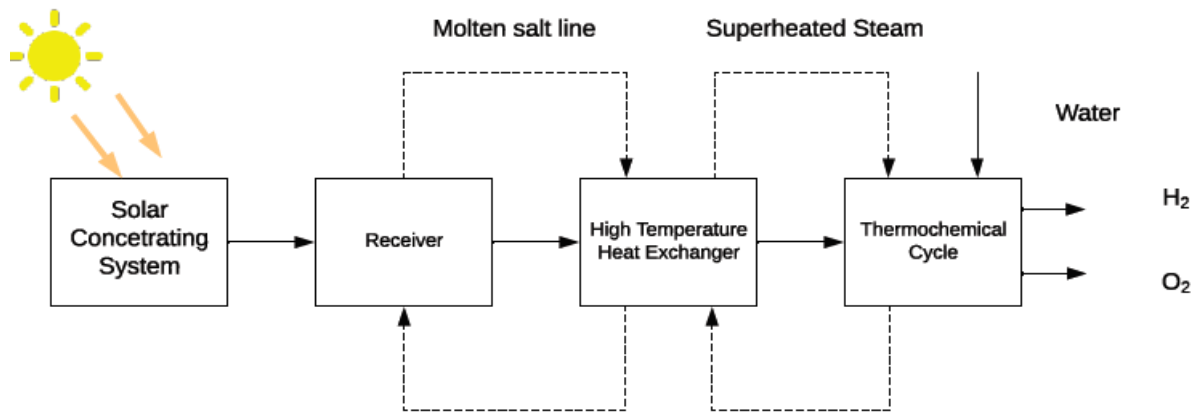 Molten salt line
Superheated Steam
Water
Solar
Concetrating
System
Receiver
High Temperature
Heat Exchanger
Thermochemical
Cycle
H₂
O₂